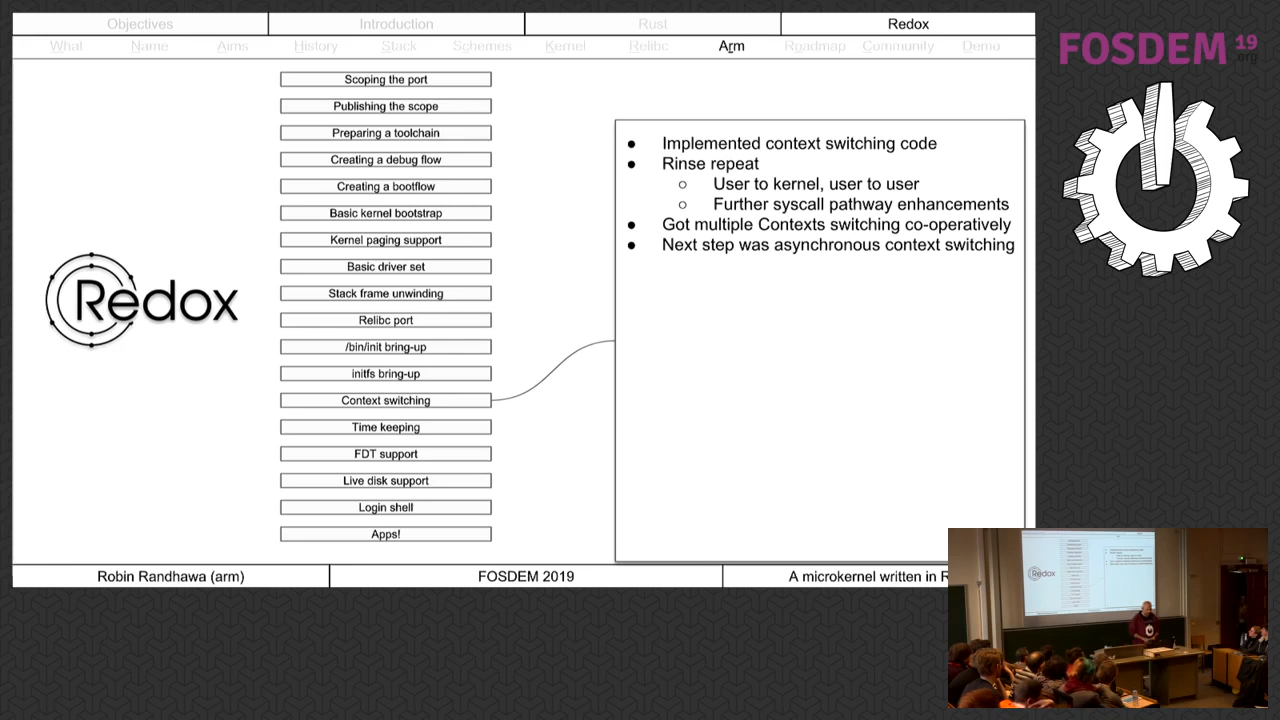 Objectives
Introduction
Rust
Redox
What
Name
Aims
History
Stack
Schemes
Kernel
Relibc
Arm
Roadmap
Community
Demo
FOSDEM 19
.org
Scoping the port
Publishing the scope
Preparing a toolchain
Creating a debug flow
Creating a bootflow
Basic kernel bootstrap
Kernel paging support
Basic driver set
Stack frame unwinding
Relibc port
/bin/init bring-up
initfs bring-up
Context switching
Time keeping
FDT support
Live disk support
Login shell
Apps!
Redox
● Implemented context switching code
● Rinse repeat
○ User to kernel, user to user
○ Further syscall pathway enhancements
● Got multiple Contexts switching co-operatively
● Next step was asynchronous context switching
Robin Randhawa (arm)
FOSDEM 2019
A microkernel written in R
Redox